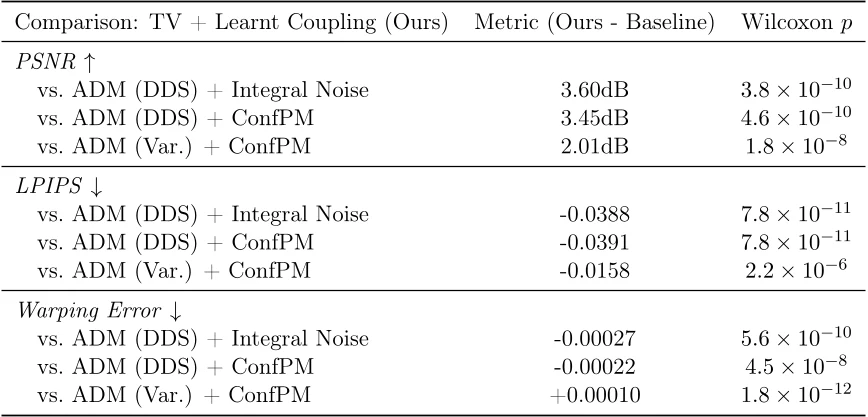 Comparison: TV + Learnt Coupling (Ours) Metric (Ours - Baseline) Wilcoxon p
PSNR ↑
vs. ADM (DDS) + Integral Noise 3.60dB 3.8 × 10⁻¹⁰
vs. ADM (DDS) + ConfPM 3.45dB 4.6 × 10⁻¹⁰
vs. ADM (Var.) + ConfPM 2.01dB 1.8 × 10⁻⁸
LPIPS ↓
vs. ADM (DDS) + Integral Noise -0.0388 7.8 × 10⁻¹¹
vs. ADM (DDS) + ConfPM -0.0391 7.8 × 10⁻¹¹
vs. ADM (Var.) + ConfPM -0.0158 2.2 × 10⁻⁶
Warping Error ↓
vs. ADM (DDS) + Integral Noise -0.00027 5.6 × 10⁻¹⁰
vs. ADM (DDS) + ConfPM -0.00022 4.5 × 10⁻⁸
vs. ADM (Var.) + ConfPM +0.00010 1.8 × 10⁻¹²